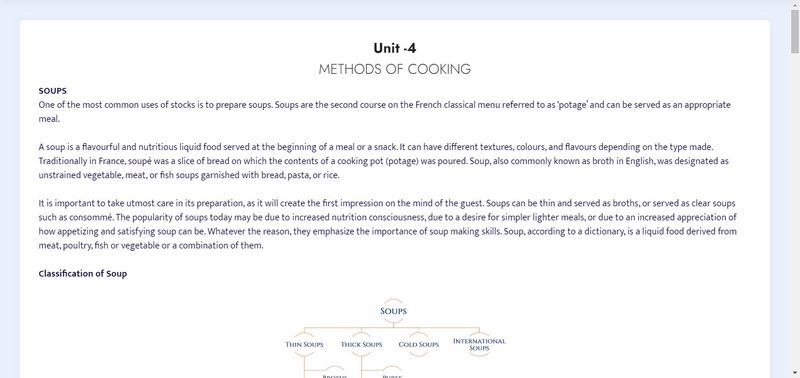 Unit -4
METHODS OF COOKING
SOUPS
One of the most common uses of stocks is to prepare soups. Soups are the second course on the French classical menu referred to as 'potage' and can be served as an appropriate
meal.
A soup is a flavourful and nutritious liquid food served at the beginning of a meal or a snack. It can have different textures, colours, and flavours depending on the type made.
Traditionally in France, soupé was a slice of bread on which the contents of a cooking pot (potage) was poured. Soup, also commonly known as broth in English, was designated as
unstrained vegetable, meat, or fish soups garnished with bread, pasta, or rice.
It is important to take utmost care in its preparation, as it will create the first impression on the mind of the guest. Soups can be thin and served as broths, or served as clear soups
such as consommé. The popularity of soups today may be due to increased nutrition consciousness, due to a desire for simpler lighter meals, or due to an increased appreciation of
how appetizing and satisfying soup can be. Whatever the reason, they emphasize the importance of soup making skills. Soup, according to a dictionary, is a liquid food derived from
meat, poultry, fish or vegetable or a combination of them.
Classification of Soup
SOUPS
THIN SOUPS THICK SOUPS COLD SOUPS INTERNATIONAL SOUPS